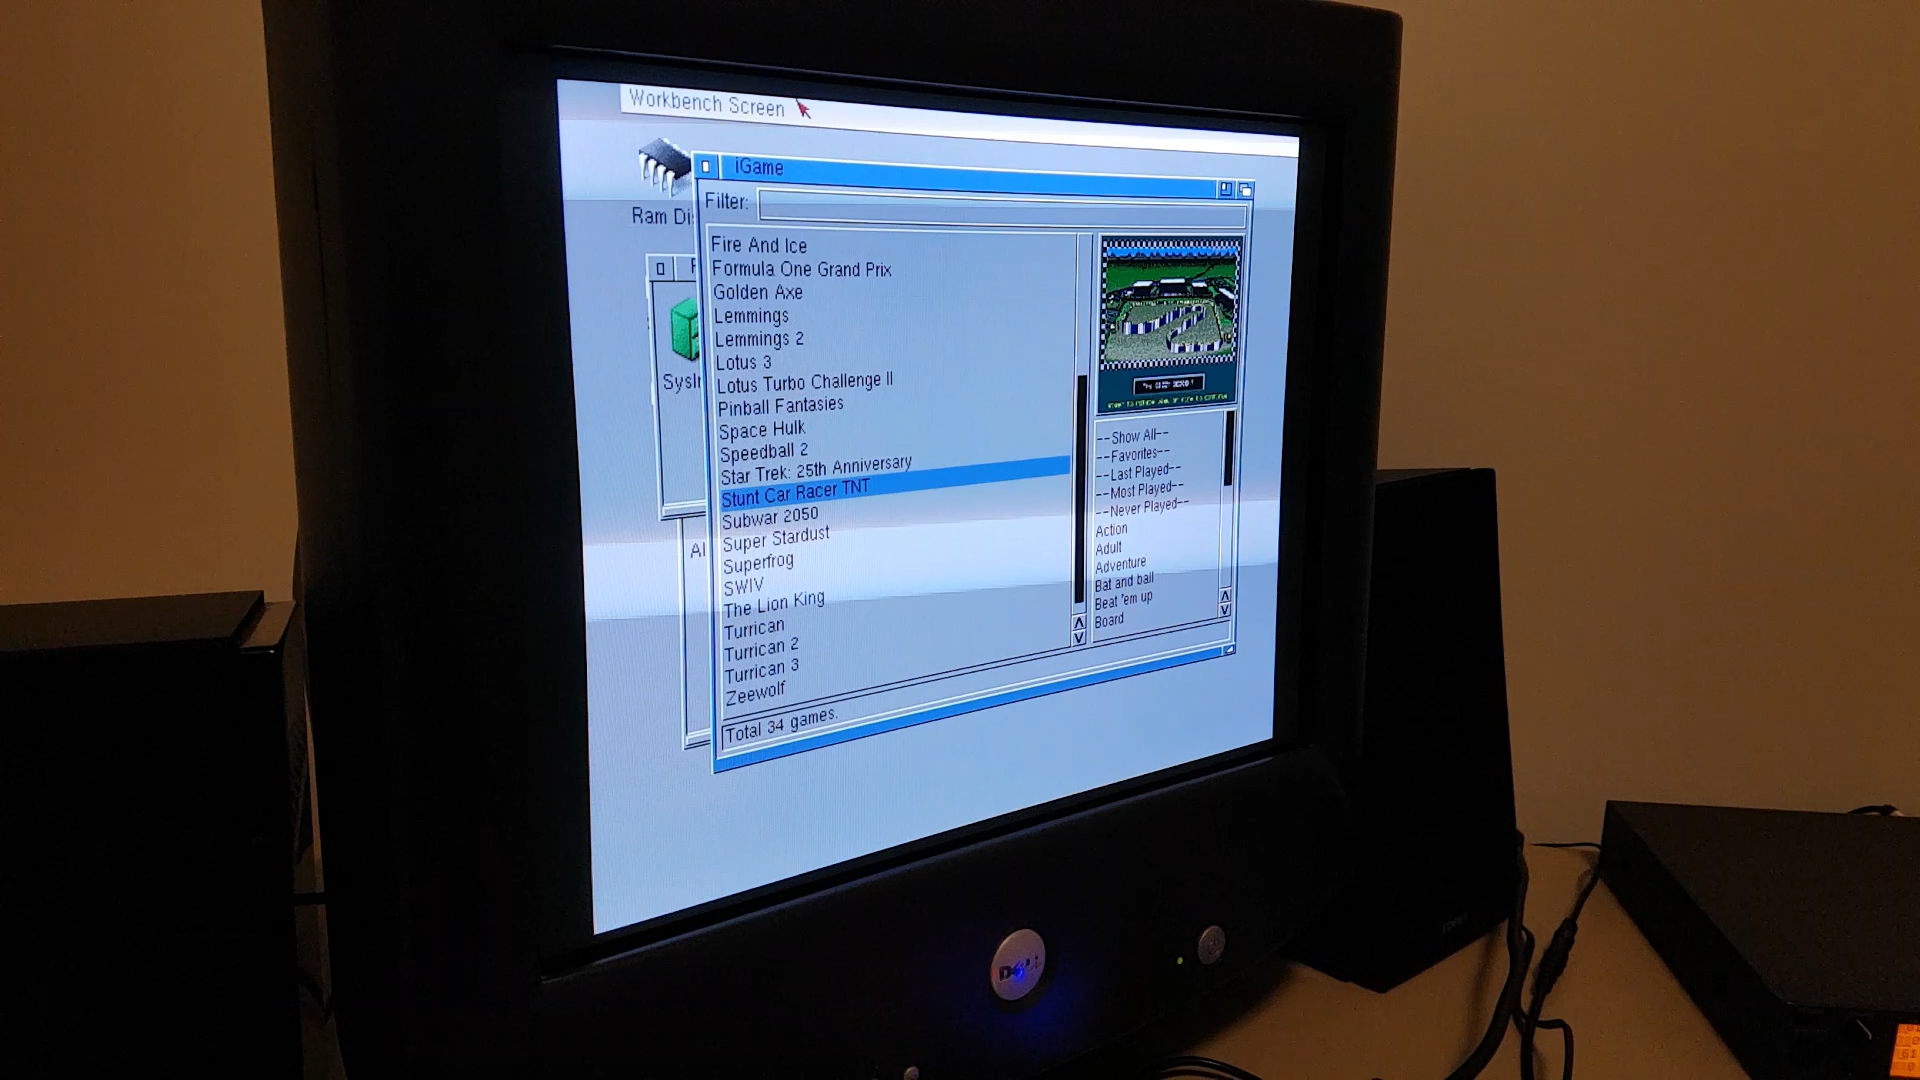 Workbench Screen
Ram Di
iGame
Filter:
Fire And Ice
Formula One Grand Prix
Golden Axe
Lemmings
Lemmings 2
Lotus 3
Lotus Turbo Challenge II
Pinball Fantasies
Space Hulk
Speedball 2
Star Trek: 25th Anniversary
Stunt Car Racer TNT
Subwar 2050
Super Stardust
Superfrog
SWIV
The Lion King
Turrican
Turrican 2
Turrican 3
Zeewolf
Total 34 games.
--Show All--
--Favorites--
--Last Played--
--Most Played--
--Never Played--
Action
Adult
Adventure
Bat and ball
Beat 'em up
Board
SysI
Al
DELL